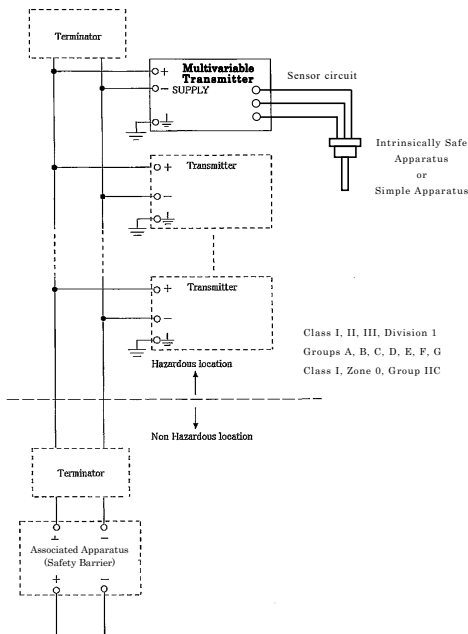 Terminator
Multivariable
Transmitter
+
− SUPPLY
Sensor circuit
Intrinsically Safe
Apparatus
or
Simple Apparatus
Transmitter
+
−
Transmitter
+
−
Class I, II, III, Division 1
Groups A, B, C, D, E, F, G
Class I, Zone 0, Group IIC
Hazardous location
Non Hazardous location
Terminator
+ −
Associated Apparatus
(Safety Barrier)
+ −